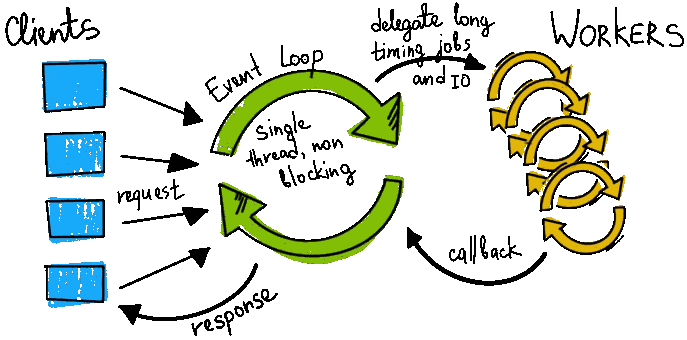 Clients
Event Loop
delegate long
timing jobs
and IO
WORKERS
Single
thread, non
blocking
request
callback
response